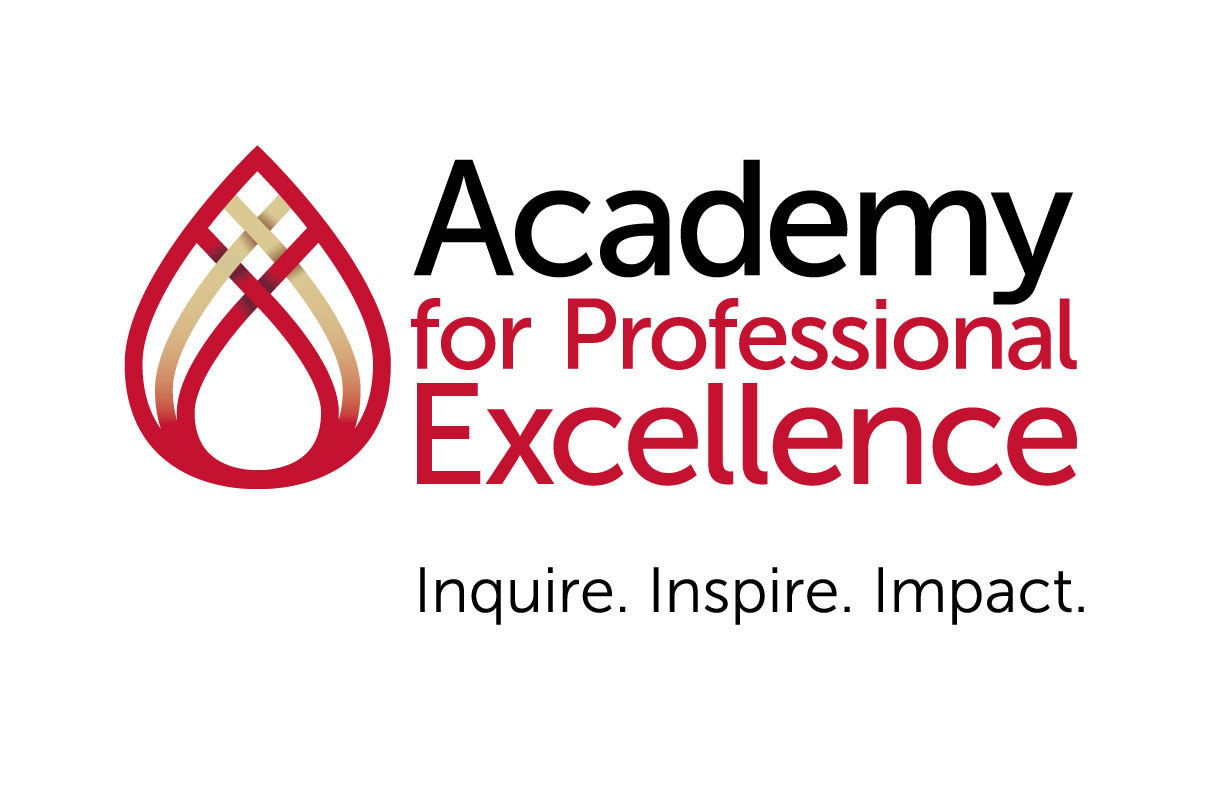 Academy
for Professional
Excellence
Inquire. Inspire. Impact.